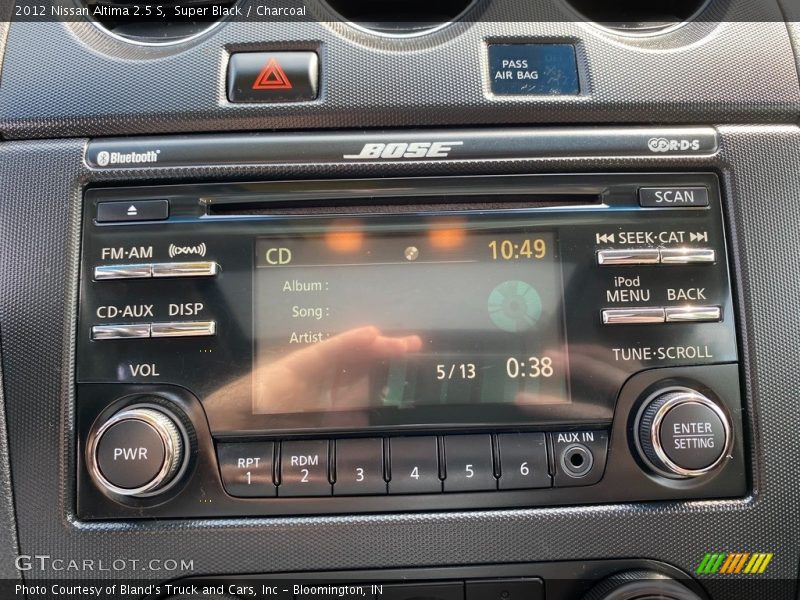 2012 Nissan Altima 2.5 S, Super Black / Charcoal
PASS
AIR BAG
Bluetooth®
BOSE
R·D·S
SCAN
FM·AM
SEEK·CAT
CD 10:49
iPod
MENU BACK
Album :
CD·AUX DISP
Song :
Artist :
TUNE·SCROLL
VOL
5/13 0:38
PWR
ENTER
SETTING
RPT
1
RDM
2
3
4
5
6
AUX IN
GTCARLOT.COM
Photo Courtesy of Bland's Truck and Cars, Inc – Bloomington, IN